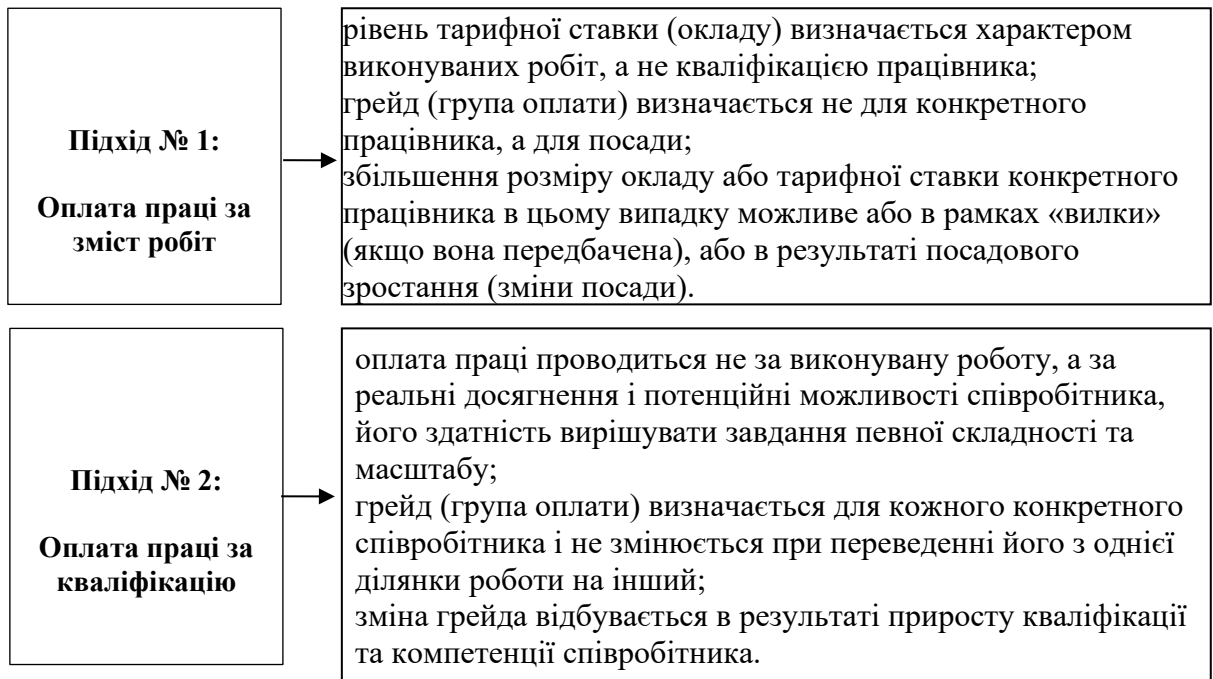 Підхід № 1:
Оплата праці за
зміст робіт
рівень тарифної ставки (окладу) визначається характером
виконуваних робіт, а не кваліфікацією працівника;
грейд (група оплати) визначається не для конкретного
працівника, а для посади;
збільшення розміру окладу або тарифної ставки конкретного
працівника в цьому випадку можливе або в рамках «вилки»
(якщо вона передбачена), або в результаті посадового
зростання (зміни посади).
Підхід № 2:
Оплата праці за
кваліфікацію
оплата праці проводиться не за виконувану роботу, а за
реальні досягнення і потенційні можливості співробітника,
його здатність вирішувати завдання певної складності та
масштабу;
грейд (група оплати) визначається для кожного конкретного
співробітника і не змінюється при переведенні його з однієї
ділянки роботи на інший;
зміна грейда відбувається в результаті приросту кваліфікації
та компетенції співробітника.